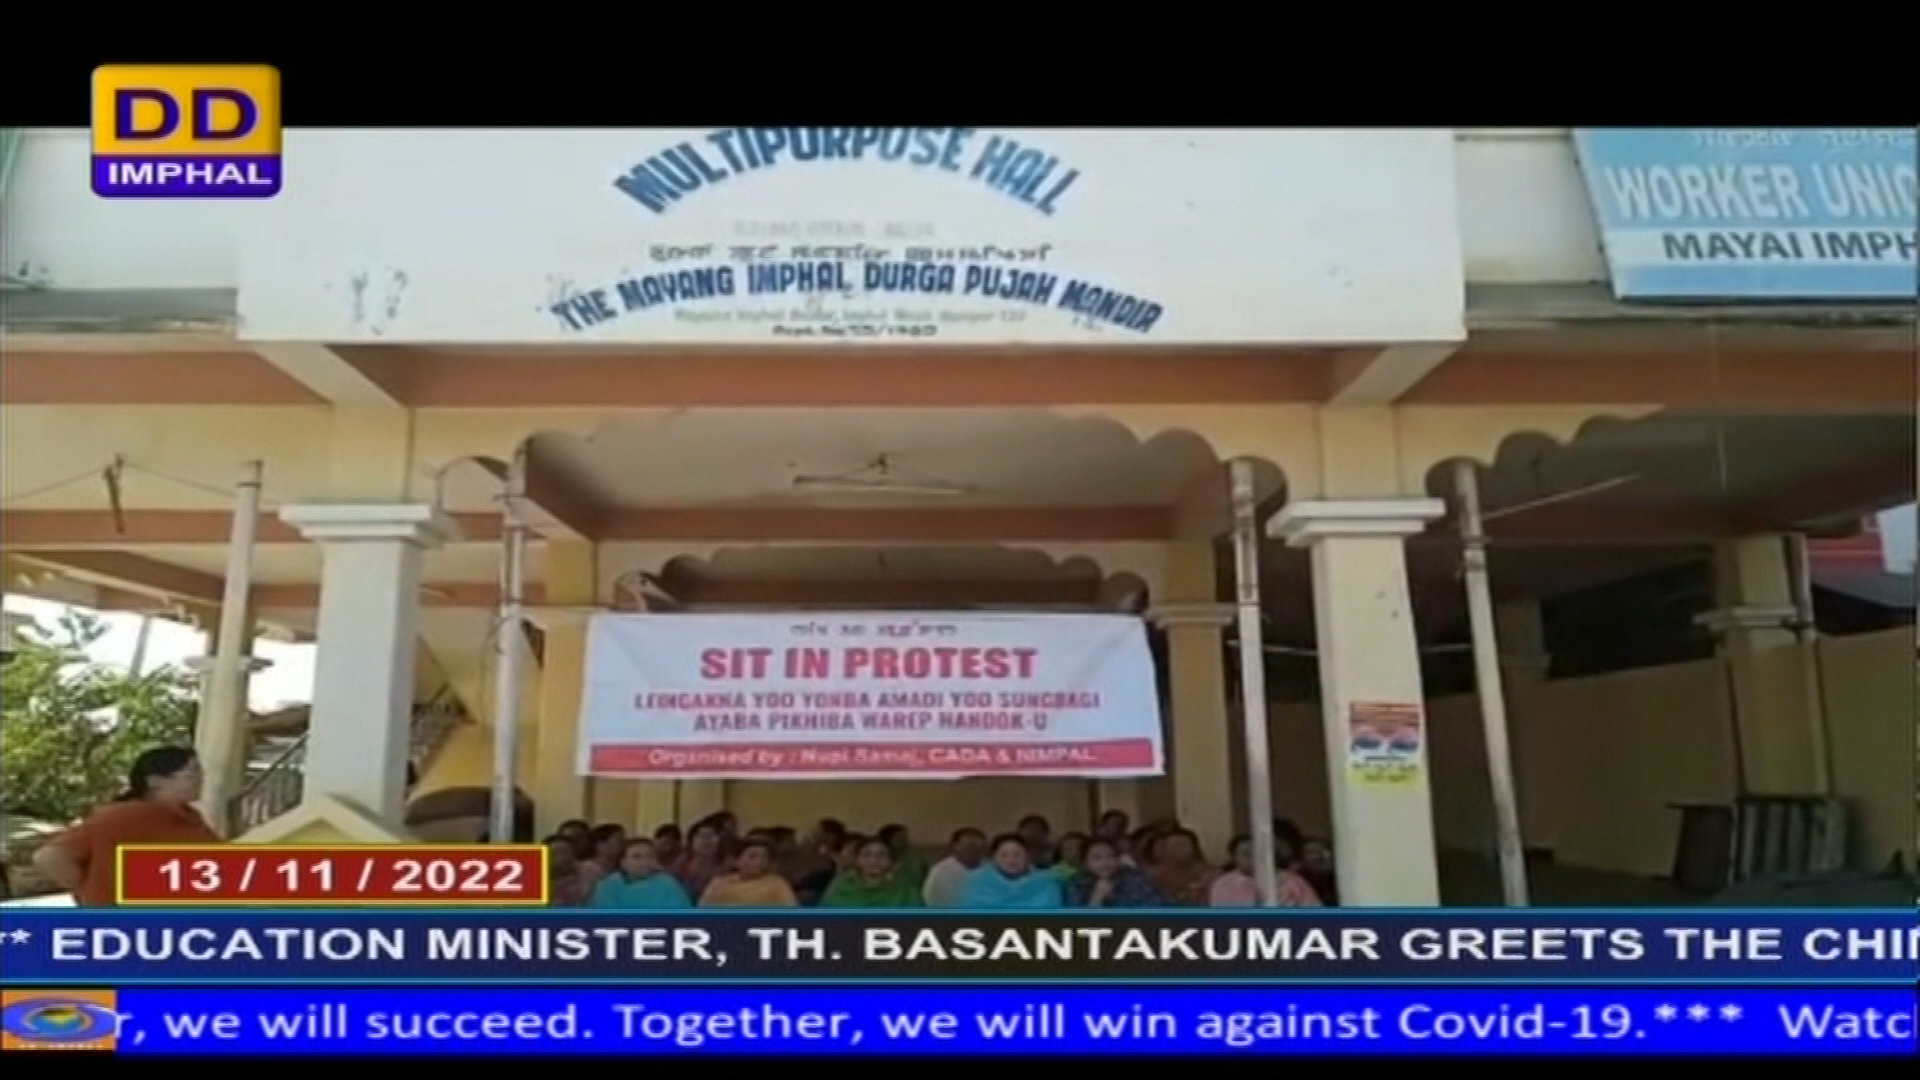 DD
IMPHAL
MULTIPURPOSE HALL
THE MAYANG IMPHAL DURGA PUJAH MANDIR
WORKER UNIO
MAYAI IMPH
SIT IN PROTEST
LEINGAKNA YOO YONBA AMADI YOO SUNGBAGI
AYABA PIKHIBA WAREP HANDOK-U
Organised by : Nupi Samaj, CADA & NIMPAL
13 / 11 / 2022
** EDUCATION MINISTER, TH. BASANTAKUMAR GREETS THE CHI
r, we will succeed. Together, we will win against Covid-19.*** Watc